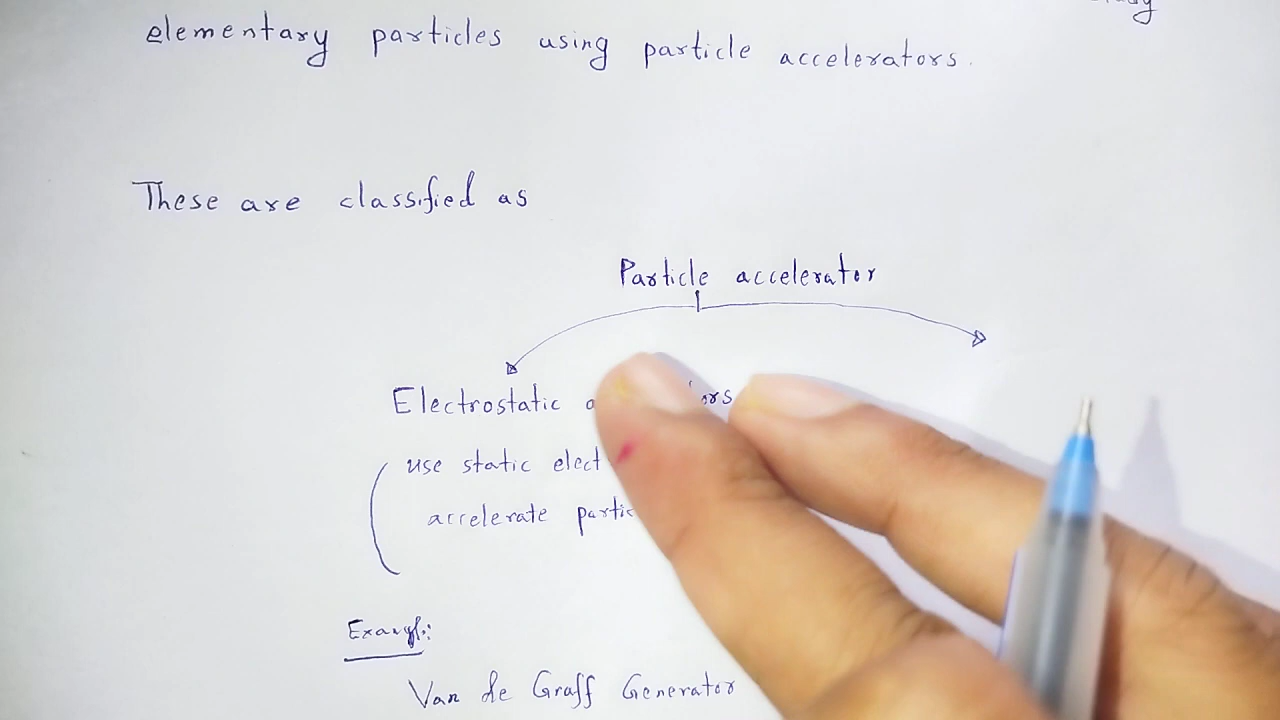 elementary particles using particle accelerators.
These are classified as
Particle accelerator
Electrostatic
use static elect
accelerate partic
Van de Graff Generator